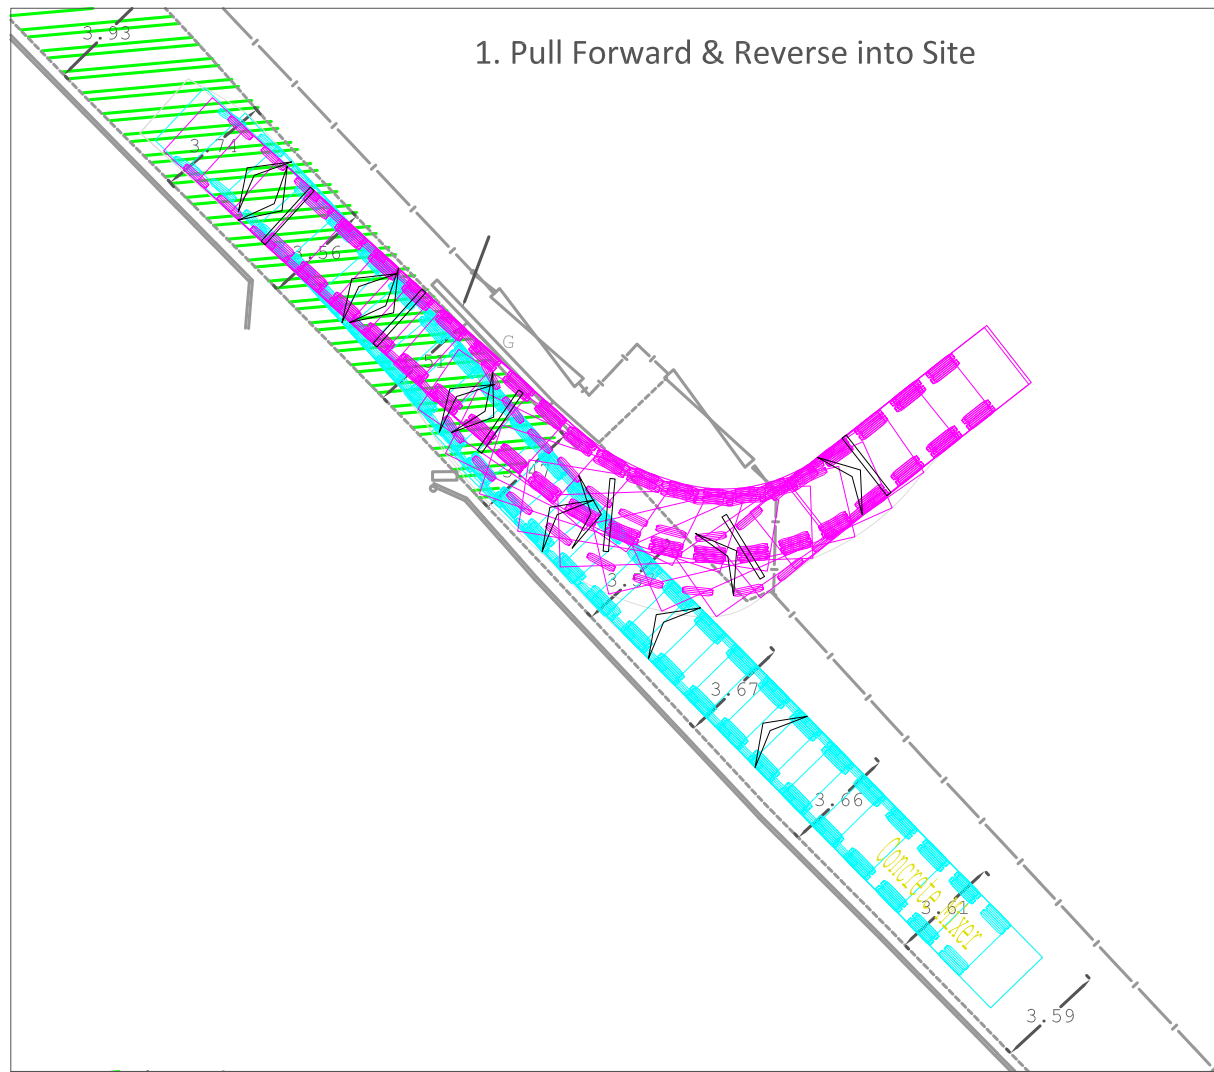 1. Pull Forward & Reverse into Site
3.93
3.74
3.56
G
3.67
3.66
Concrete Mixer
3.61
3.59